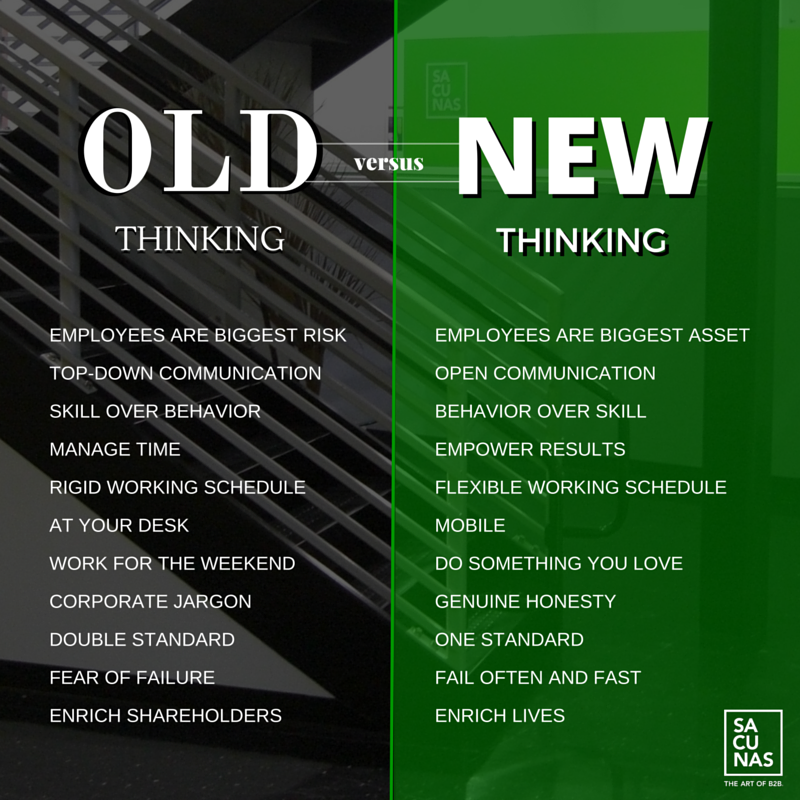 SA
CU
NAS
OLD
versus
NEW
THINKING
THINKING
EMPLOYEES ARE BIGGEST RISK
TOP-DOWN COMMUNICATION
SKILL OVER BEHAVIOR
MANAGE TIME
RIGID WORKING SCHEDULE
AT YOUR DESK
WORK FOR THE WEEKEND
CORPORATE JARGON
DOUBLE STANDARD
FEAR OF FAILURE
ENRICH SHAREHOLDERS
EMPLOYEES ARE BIGGEST ASSET
OPEN COMMUNICATION
BEHAVIOR OVER SKILL
EMPOWER RESULTS
FLEXIBLE WORKING SCHEDULE
MOBILE
DO SOMETHING YOU LOVE
GENUINE HONESTY
ONE STANDARD
FAIL OFTEN AND FAST
ENRICH LIVES
SA
CU
NAS
THE ART OF B2B.